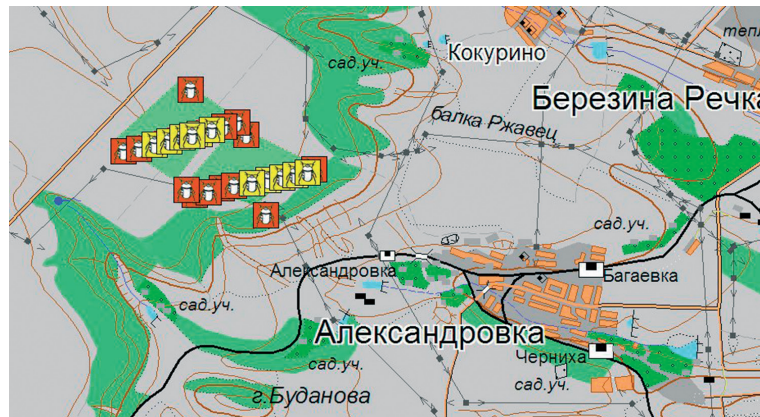 тепл
Кокурино
сад.уч.
Березина Речка
балка Ржавец
сад.уч.
Александровка
Багаевка
сад.уч.
Александровка
Черниха
сад.уч.
сад.уч.
г.Буданова